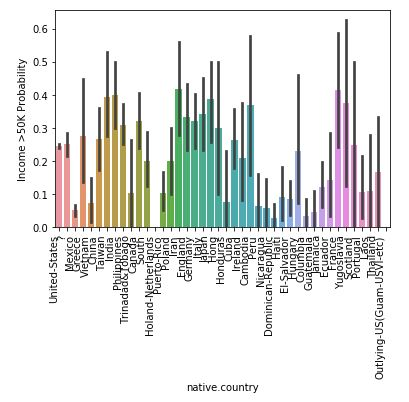 Income >50K Probability
0.6
0.5
0.4
0.3
0.2
0.1
0.0
United-States
?
Mexico
Greece
Vietnam
China
Taiwan
India
Philippines
Trinadad&Tobago
Canada
South
Holand-Netherlands
Puerto-Rico
Poland
Iran
England
Germany
Italy
Japan
Hong
Honduras
Cuba
Ireland
Cambodia
Peru
Nicaragua
Dominican-Republic
Haiti
El-Salvador
Hungary
Columbia
Guatemala
Jamaica
Ecuador
France
Yugoslavia
Scotland
Portugal
Laos
Thailand
Outlying-US(Guam-USVI-etc)
native.country